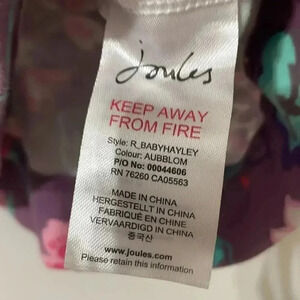 Joules
KEEP AWAY
FROM FIRE
Style: R_BABYHAYLEY
Colour: AUBBLOM
P/O No: 00044606
RN 76260 CA05563
MADE IN CHINA
HERGESTELLT IN CHINA
FABRIQUÉ EN CHINE
VERVAARDIGD IN CHINA
중국산
www.joules.com
Please retain this information